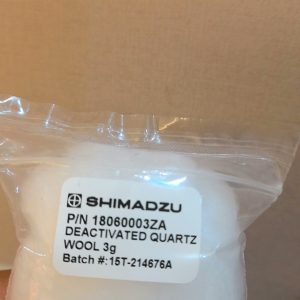 SHIMADZU
P/N 18060003ZA
DEACTIVATED QUARTZ
WOOL 3g
Batch #:15T-214676A